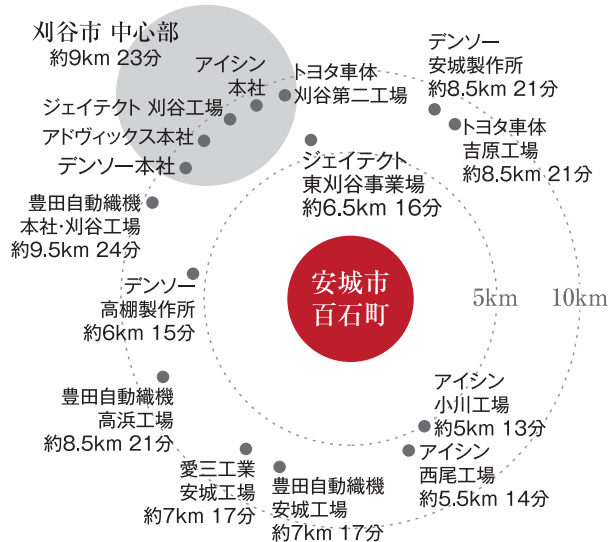 刈谷市 中心部
約9km 23分
アイシン
本社
トヨタ車体
刈谷第二工場
ジェイテクト 刈谷工場
アドヴィックス本社
デンソー本社
デンソー
安城製作所
約8.5km 21分
トヨタ車体
吉原工場
約8.5km 21分
ジェイテクト
東刈谷事業場
約6.5km 16分
豊田自動織機
本社・刈谷工場
約9.5km 24分
デンソー
高棚製作所
約6km 15分
安城市
百石町
5km
10km
豊田自動織機
高浜工場
約8.5km 21分
アイシン
小川工場
約5km 13分
アイシン
西尾工場
約5.5km 14分
愛三工業
安城工場
約7km 17分
豊田自動織機
安城工場
約7km 17分